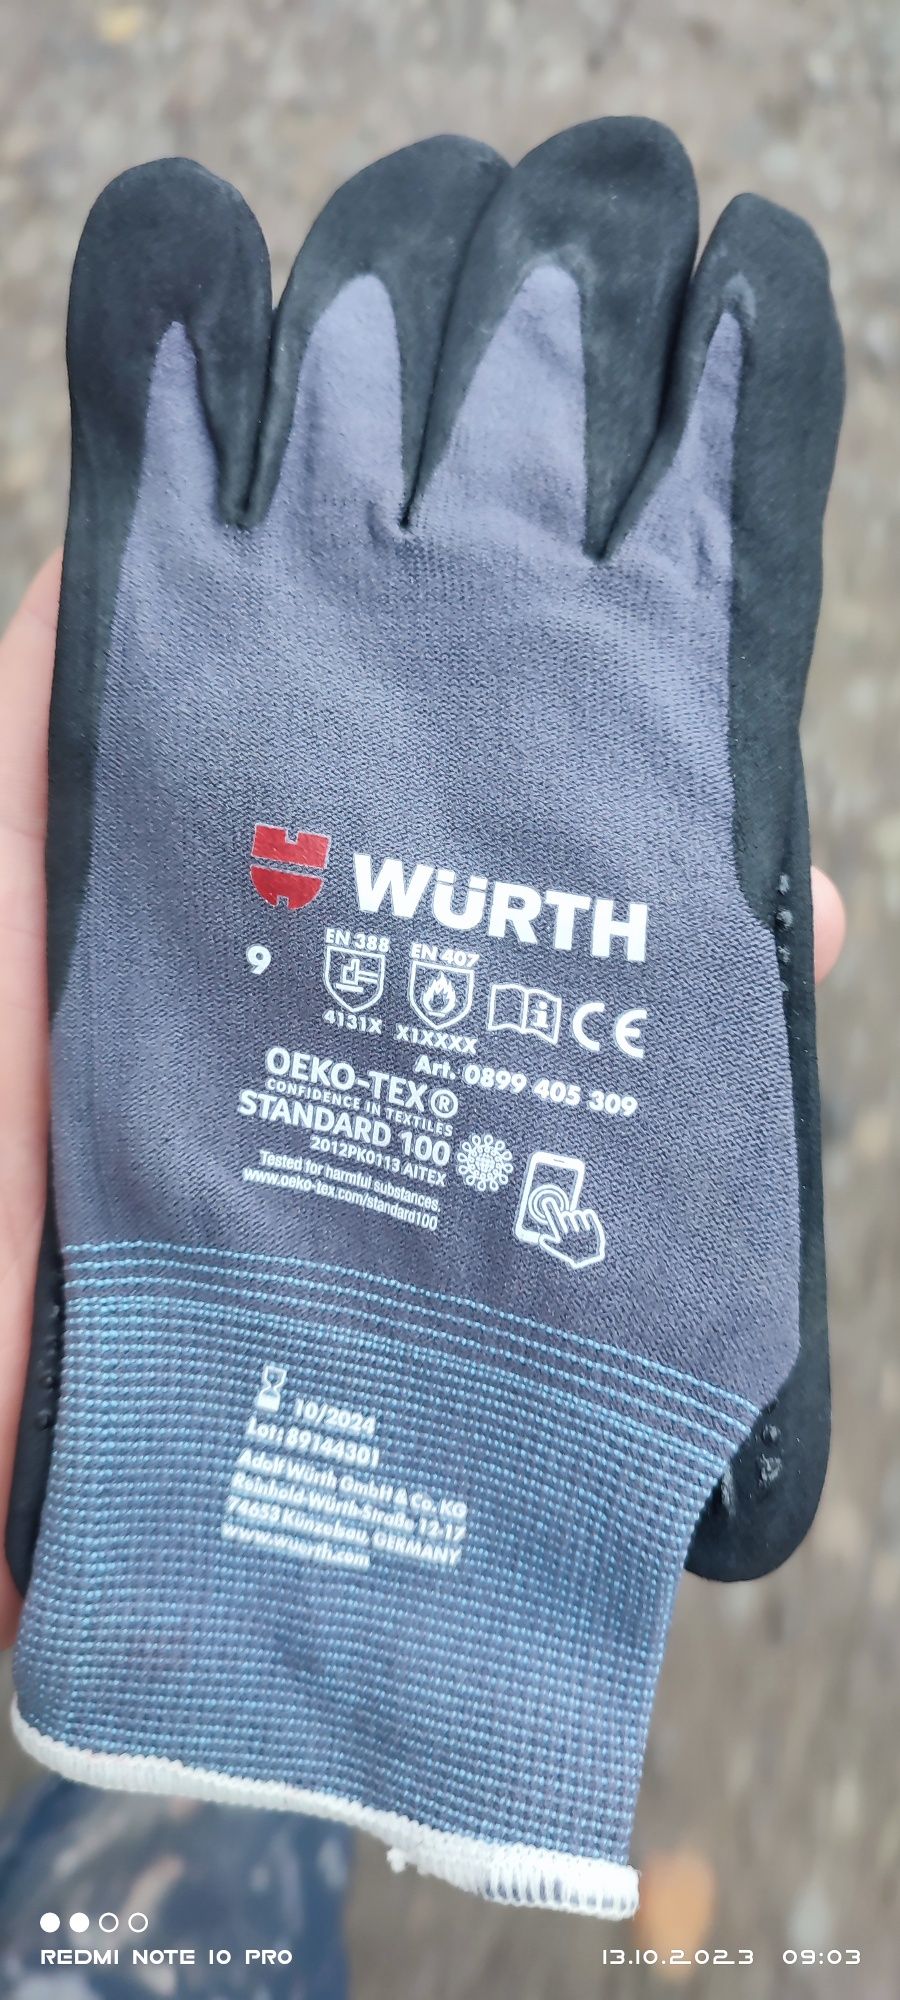 WÜRTH
9
EN 388
4131X
EN 407
X1XXXX
i
CE
Art. 0899 405 309
OEKO-TEX®
CONFIDENCE IN TEXTILES
STANDARD 100
2012PK0113 AITEX
Tested for harmful substances.
www.oeko-tex.com/standard100
10/2024
Lot: 89144301
Adolf Würth GmbH & Co. KG
Reinhold-Würth-Straße 12-17
74653 Künzelsau, GERMANY
www.wuerth.com
REDMI NOTE 10 PRO
13.10.2023 09:03